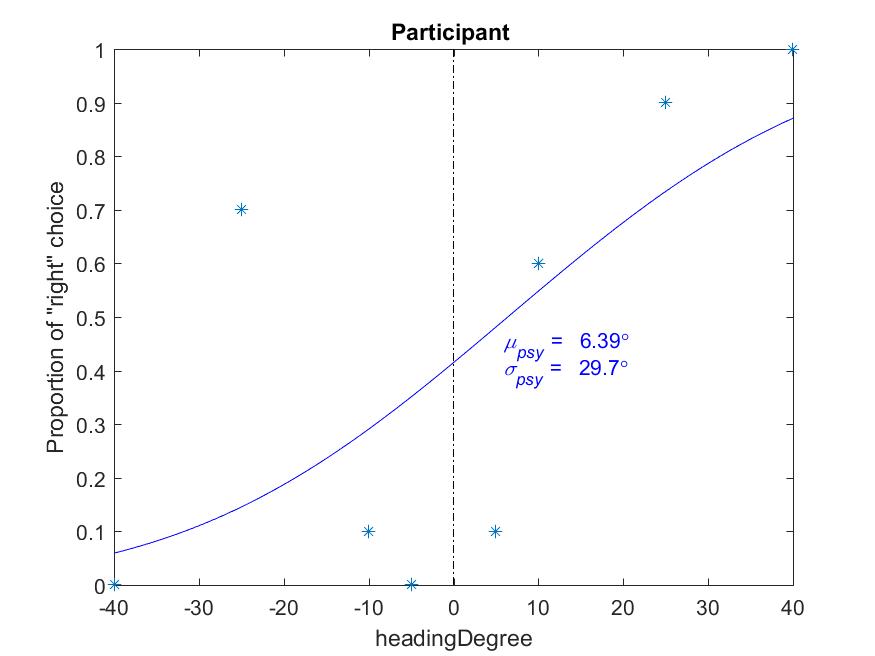 Participant
1
0.9
0.8
0.7
0.6
0.5
0.4
0.3
0.2
0.1
0
Proportion of "right" choice
μpsy = 6.39°
σpsy = 29.7°
-40 -30 -20 -10 0 10 20 30 40
headingDegree